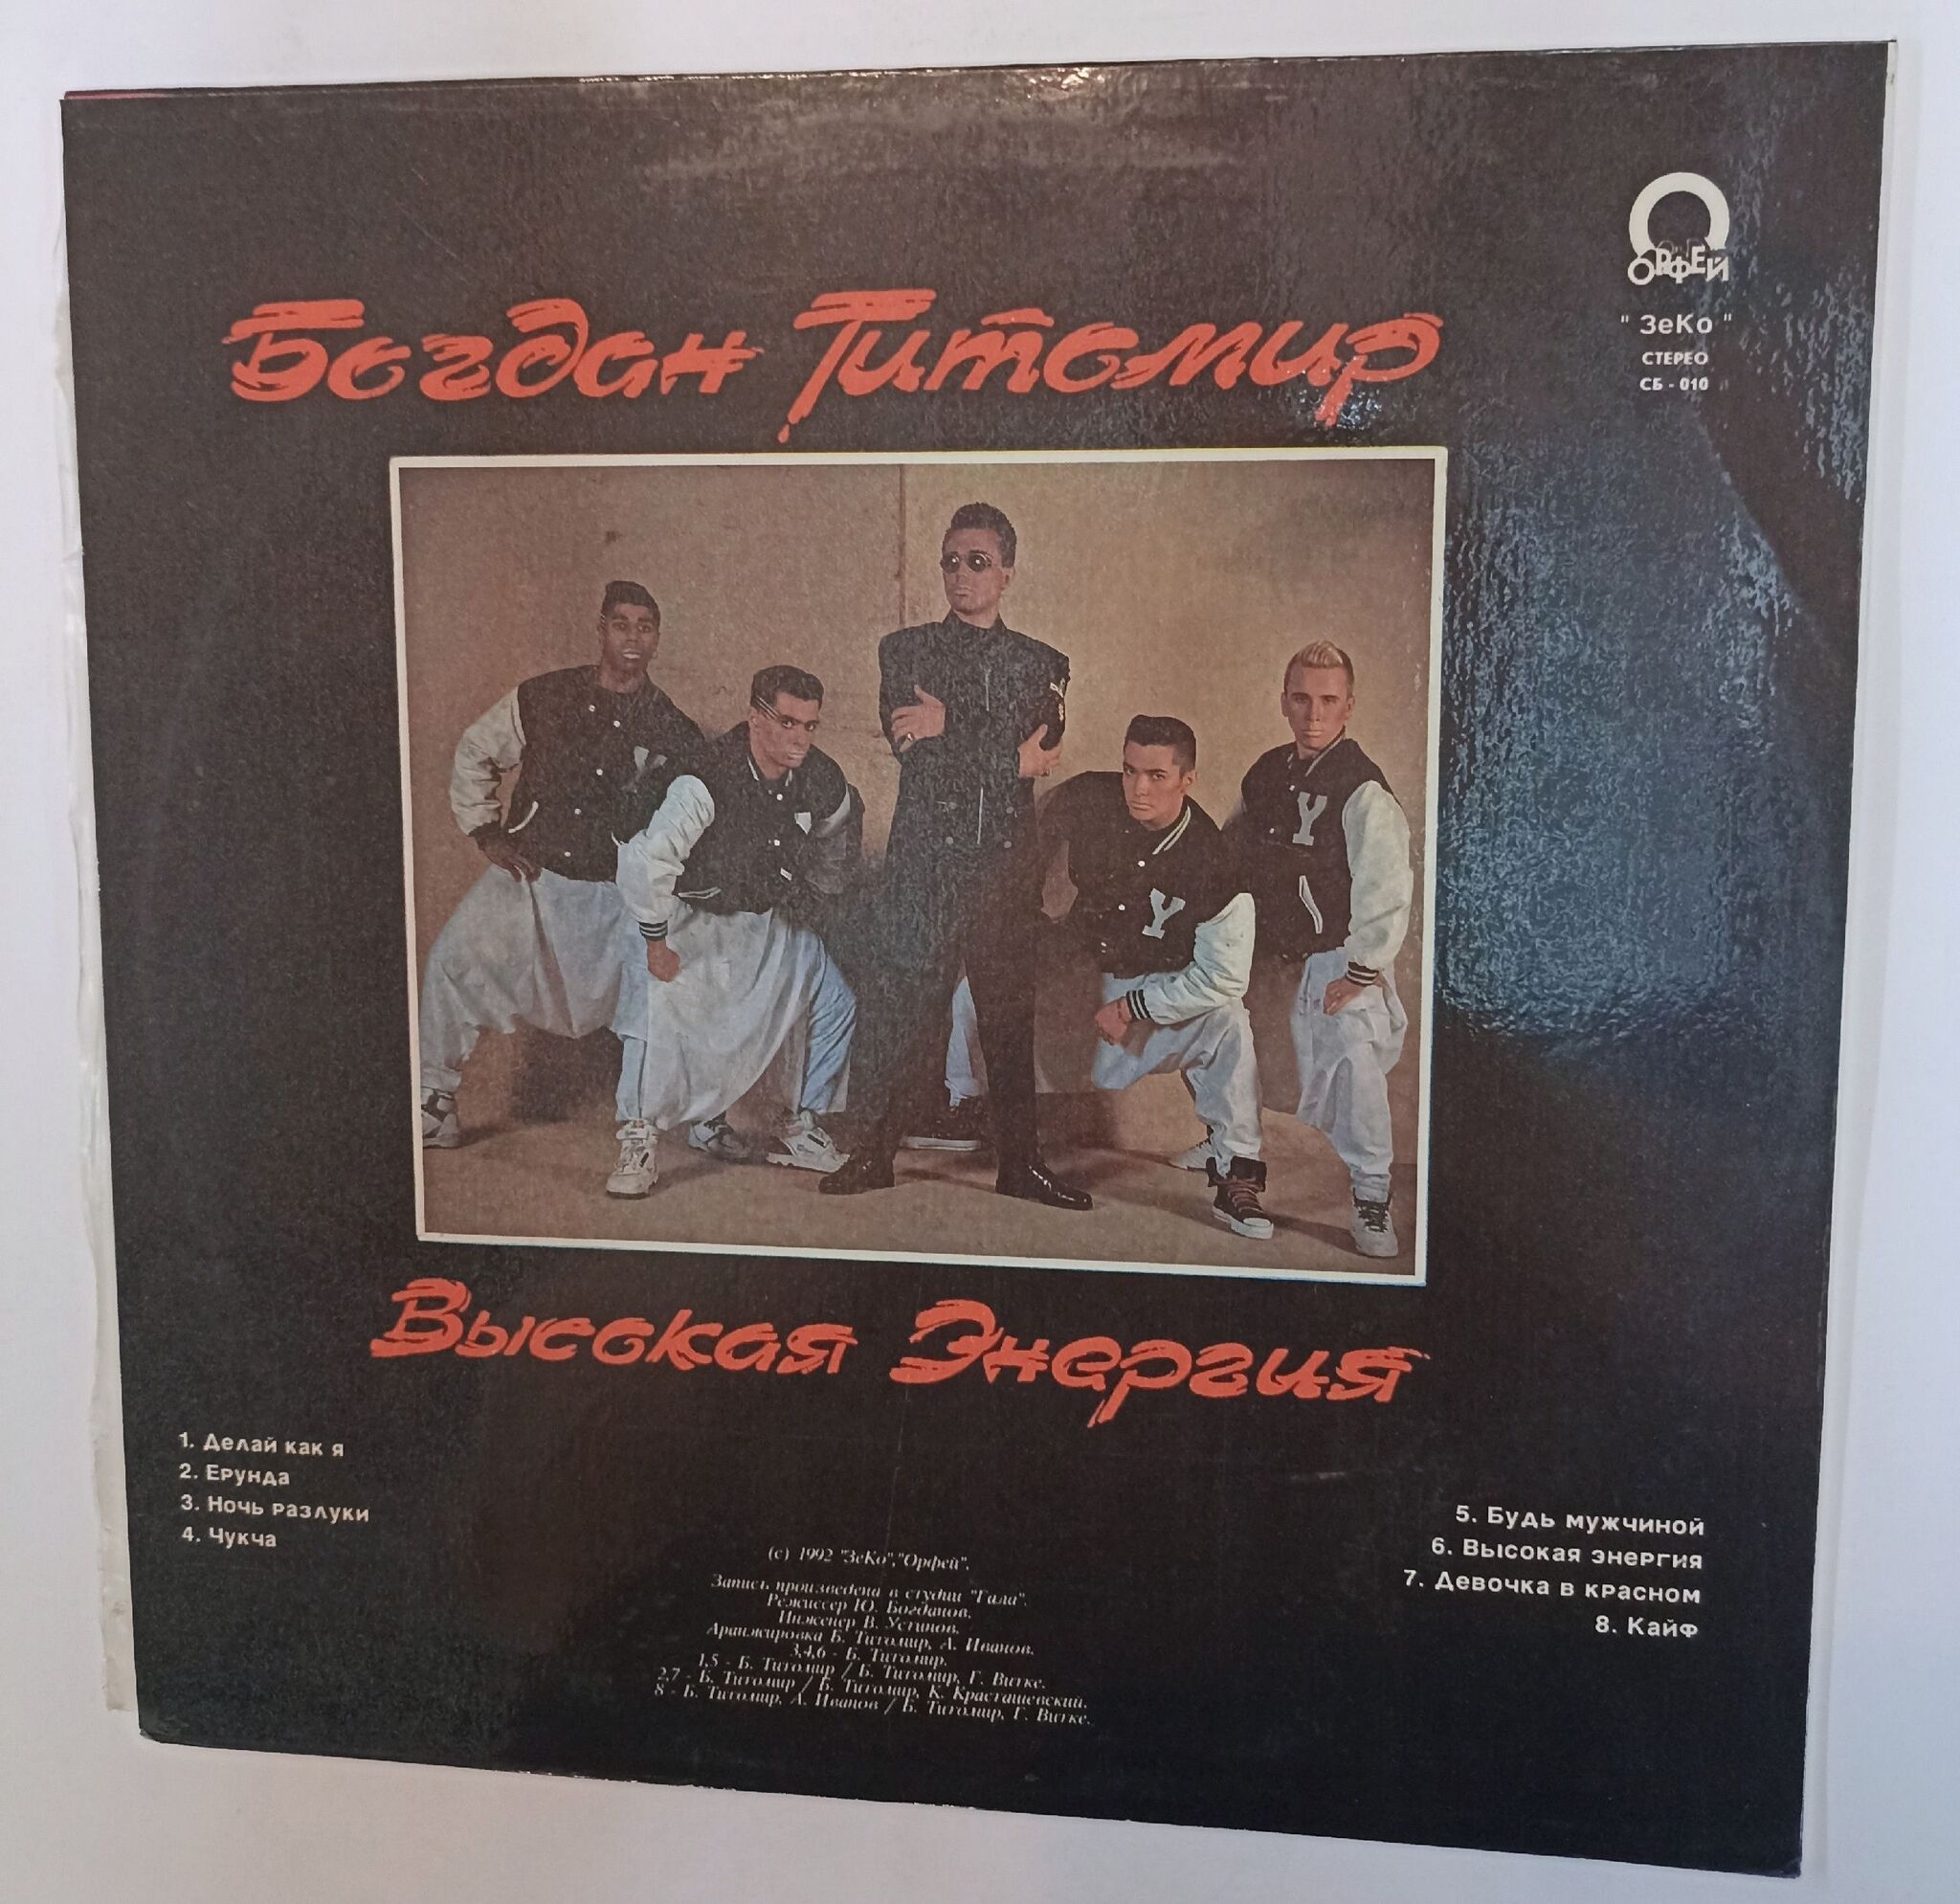 ОРФЕЙ
" ЗеКо "
СТЕРЕО
СБ - 010
Богдан Титомир
Y
Y
Y
Высокая Энергия
1. Делай как я
2. Ерунда
3. Ночь разлуки
4. Чукча
5. Будь мужчиной
6. Высокая энергия
7. Девочка в красном
8. Кайф
(с) 1992 "ЗеКо","Орфей".
Запись произведена в студии "Гала".
Режиссер Ю. Богданов.
Инженер В. Устинов.
Аранжировка Б. Титомир, А. Иванов.
3,4,6 - Б. Титомир.
1,5 - Б. Титомир / Б. Титомир, Г. Витке.
2,7 - Б. Титомир / Б. Титомир, К. Красташевский.
8 - Б. Титомир, А. Иванов / Б. Титомир, Г. Витке.